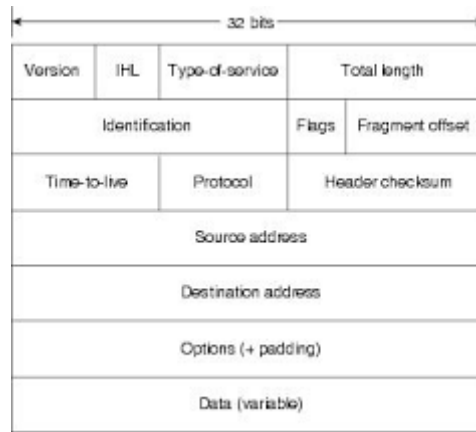 32 bits
Version IHL Type-of-service Total length
Identification Flags Fragment offset
Time-to-live Protocol Header checksum
Source address
Destination address
Options (+ padding)
Data (variable)